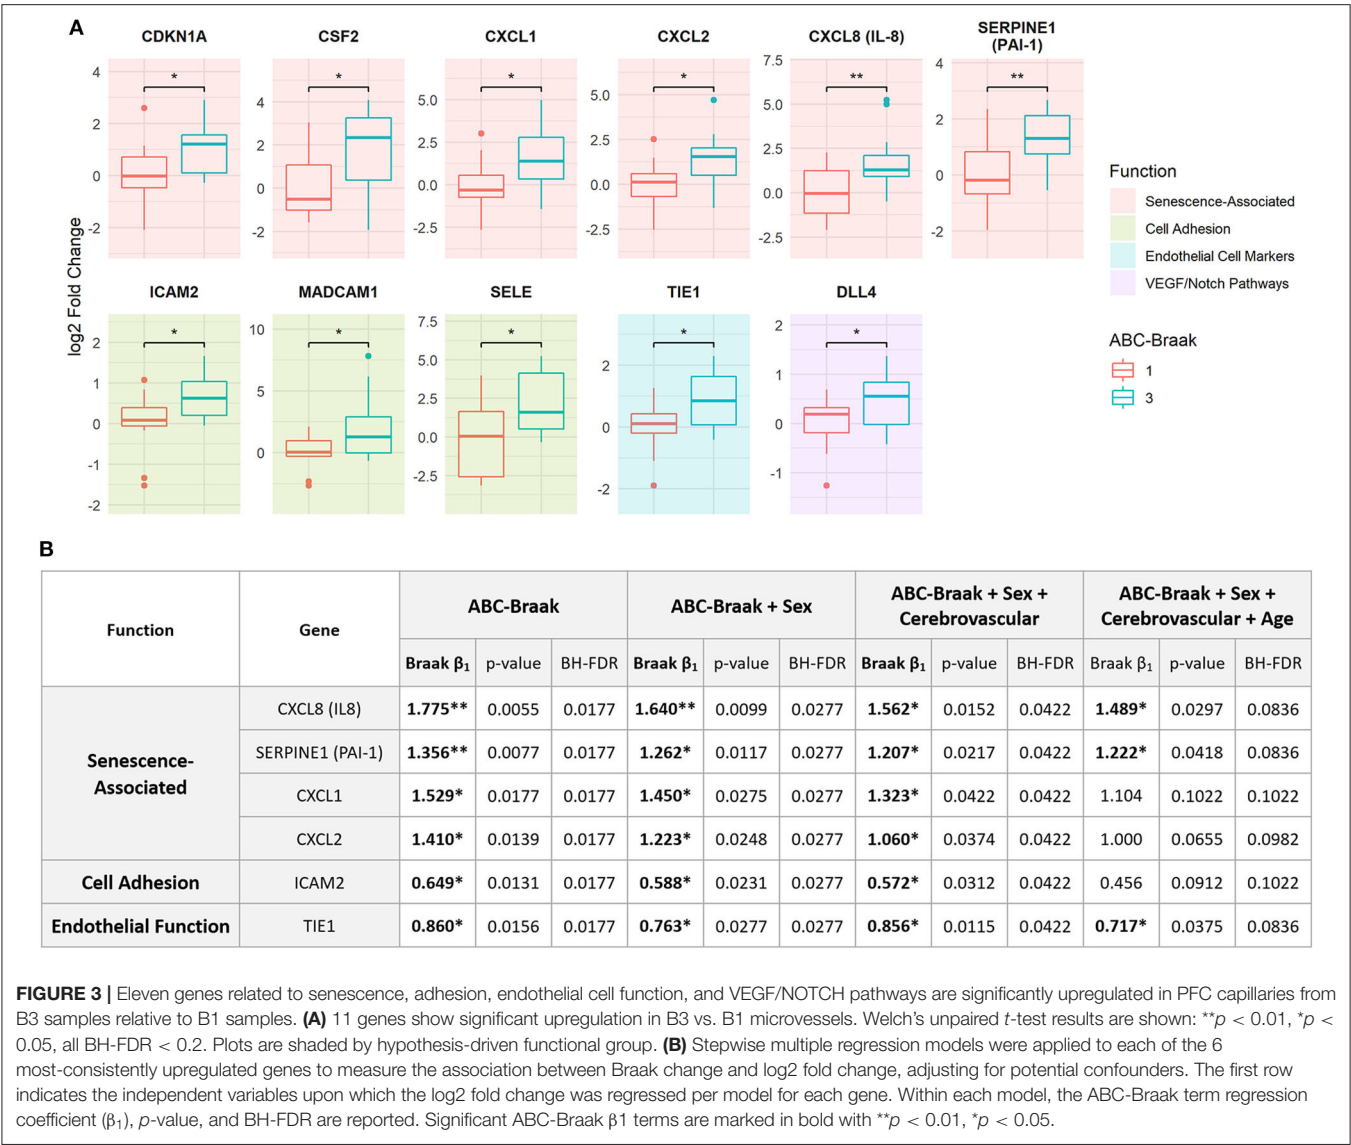 A
CDKN1A
CSF2
CXCL1
CXCL2
CXCL8 (IL-8)
SERPINE1
(PAI-1)
log2 Fold Change
4
2
0
-2
*
4
2
0
-2
*
5.0
2.5
0.0
-2.5
*
5.0
2.5
0.0
-2.5
*
7.5
5.0
2.5
0.0
-2.5
**
4
2
0
-2
**
ICAM2
MADCAM1
SELE
TIE1
DLL4
2
1
0
-1
-2
*
10
5
0
*
7.5
5.0
2.5
0.0
-2.5
*
2
0
-2
*
2
1
0
-1
*
Function
Senescence-Associated
Cell Adhesion
Endothelial Cell Markers
VEGF/Notch Pathways
ABC-Braak
1
3
B
Function Gene ABC-Braak ABC-Braak + Sex ABC-Braak + Sex + Cerebrovascular ABC-Braak + Sex + Cerebrovascular + Age
Braak β₁ p-value BH-FDR Braak β₁ p-value BH-FDR Braak β₁ p-value BH-FDR Braak β₁ p-value BH-FDR
Senescence-
Associated
CXCL8 (IL8) 1.775** 0.0055 0.0177 1.640** 0.0099 0.0277 1.562* 0.0152 0.0422 1.489* 0.0297 0.0836
SERPINE1 (PAI-1) 1.356** 0.0077 0.0177 1.262* 0.0117 0.0277 1.207* 0.0217 0.0422 1.222* 0.0418 0.0836
CXCL1 1.529* 0.0177 0.0177 1.450* 0.0275 0.0277 1.323* 0.0422 0.0422 1.104 0.1022 0.1022
CXCL2 1.410* 0.0139 0.0177 1.223* 0.0248 0.0277 1.060* 0.0374 0.0422 1.000 0.0655 0.0982
Cell Adhesion ICAM2 0.649* 0.0131 0.0177 0.588* 0.0231 0.0277 0.572* 0.0312 0.0422 0.456 0.0912 0.1022
Endothelial Function TIE1 0.860* 0.0156 0.0177 0.763* 0.0277 0.0277 0.856* 0.0115 0.0422 0.717* 0.0375 0.0836
FIGURE 3 | Eleven genes related to senescence, adhesion, endothelial cell function, and VEGF/NOTCH pathways are significantly upregulated in PFC capillaries from
B3 samples relative to B1 samples. (A) 11 genes show significant upregulation in B3 vs. B1 microvessels. Welch's unpaired t-test results are shown: **p < 0.01, *p <
0.05, all BH-FDR < 0.2. Plots are shaded by hypothesis-driven functional group. (B) Stepwise multiple regression models were applied to each of the 6
most-consistently upregulated genes to measure the association between Braak change and log2 fold change, adjusting for potential confounders. The first row
indicates the independent variables upon which the log2 fold change was regressed per model for each gene. Within each model, the ABC-Braak term regression
coefficient (β₁), p-value, and BH-FDR are reported. Significant ABC-Braak β1 terms are marked in bold with **p < 0.01, *p < 0.05.